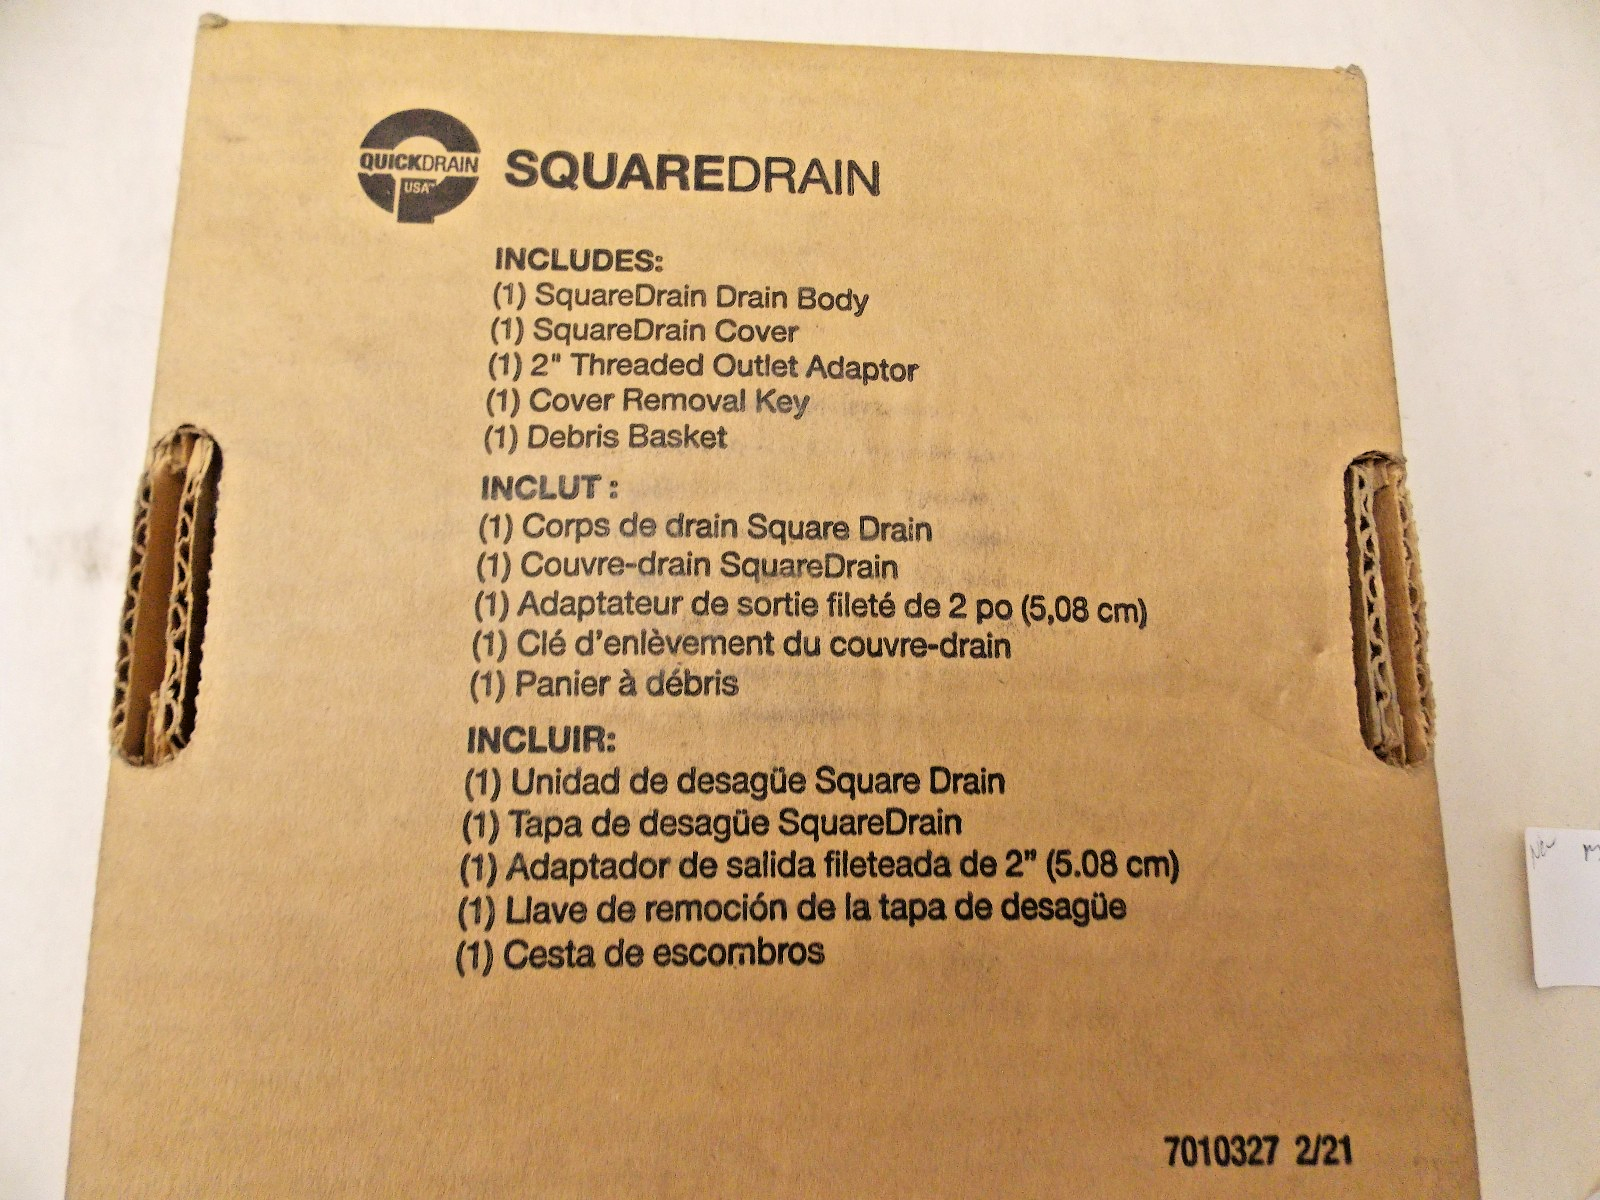 QUICKDRAIN
USA™
SQUAREDRAIN
INCLUDES:
(1) SquareDrain Drain Body
(1) SquareDrain Cover
(1) 2" Threaded Outlet Adaptor
(1) Cover Removal Key
(1) Debris Basket
INCLUT :
(1) Corps de drain Square Drain
(1) Couvre-drain SquareDrain
(1) Adaptateur de sortie fileté de 2 po (5,08 cm)
(1) Clé d'enlèvement du couvre-drain
(1) Panier à débris
INCLUIR:
(1) Unidad de desagüe Square Drain
(1) Tapa de desagüe SquareDrain
(1) Adaptador de salida fileteada de 2" (5.08 cm)
(1) Llave de remoción de la tapa de desagüe
(1) Cesta de escombros
7010327 2/21